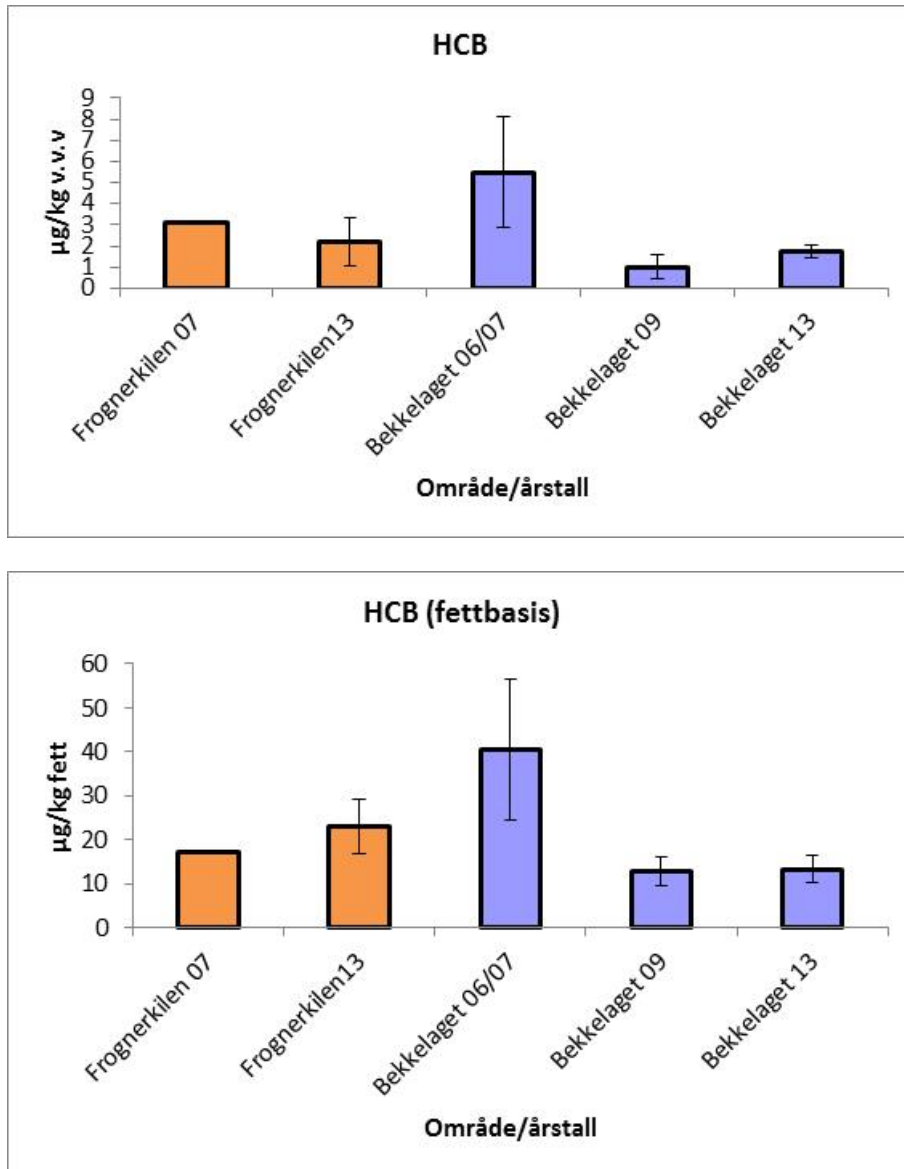 HCB
µg/kg v.v.v
9
8
7
6
5
4
3
2
1
0
Frognerkilen 07
Frognerkilen13
Bekkelaget 06/07
Bekkelaget 09
Bekkelaget 13
Område/årstall
HCB (fettbasis)
µg/kg fett
60
50
40
30
20
10
0
Frognerkilen 07
Frognerkilen13
Bekkelaget 06/07
Bekkelaget 09
Bekkelaget 13
Område/årstall